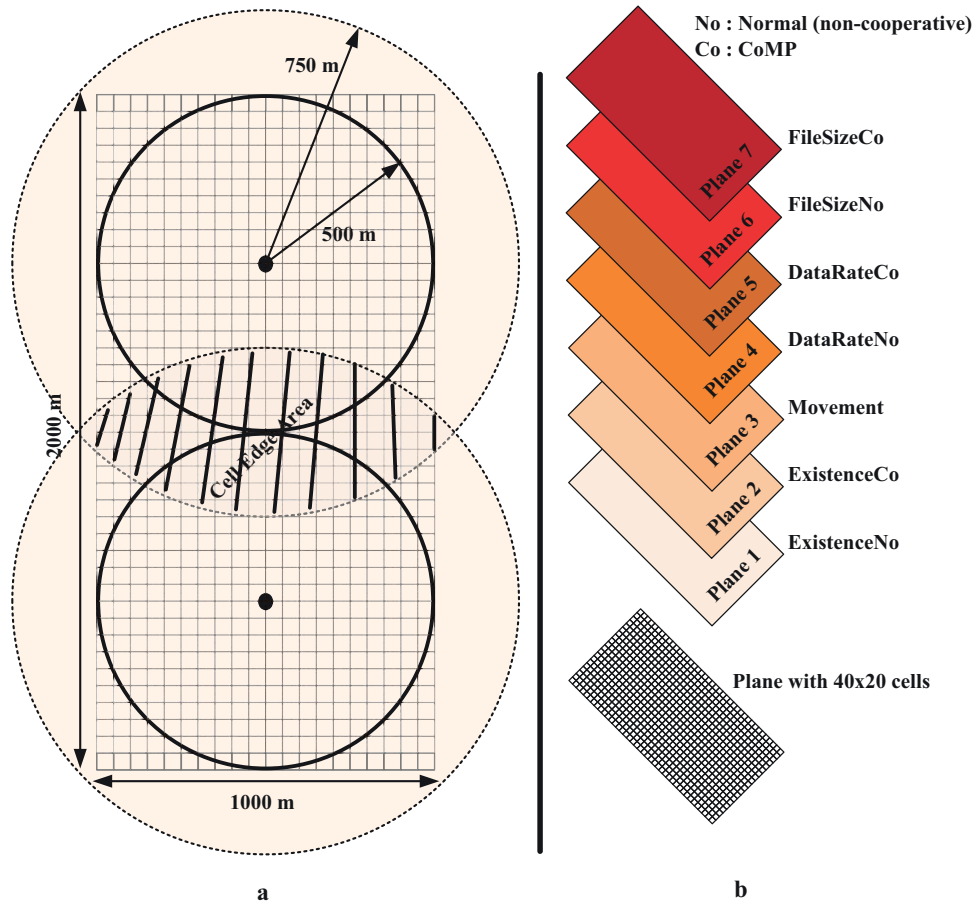 No : Normal (non-cooperative)
Co : CoMP
750 m
500 m
2000 m
Cell Edge Area
1000 m
a
Plane 7
FileSizeCo
Plane 6
FileSizeNo
Plane 5
DataRateCo
Plane 4
DataRateNo
Plane 3
Movement
Plane 2
ExistenceCo
Plane 1
ExistenceNo
Plane with 40x20 cells
b